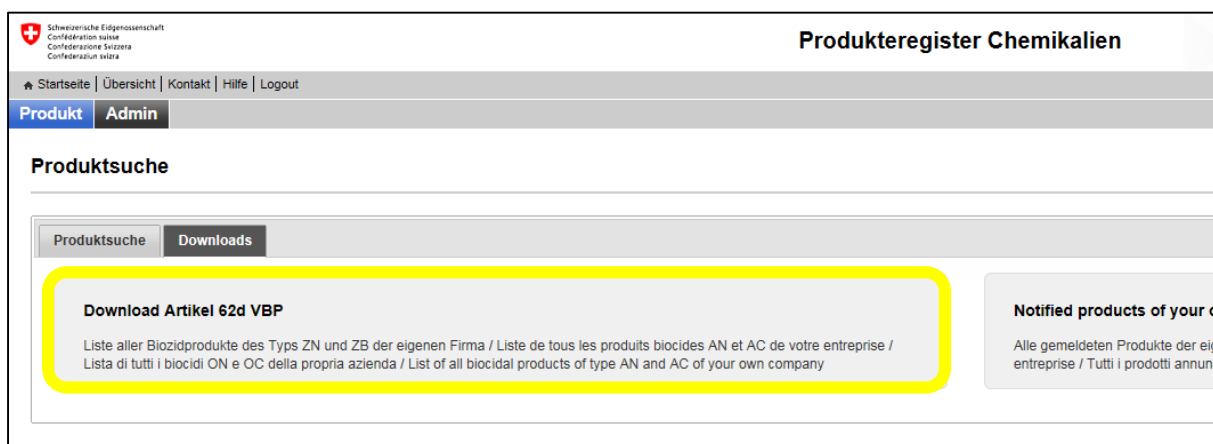 Schweizerische Eidgenossenschaft
Confédération suisse
Confederazione Svizzera
Confederaziun svizra
Produkteregister Chemikalien
Startseite | Übersicht | Kontakt | Hilfe | Logout
Produkt Admin
Produktsuche
Produktsuche Downloads
Download Artikel 62d VBP
Liste aller Biozidprodukte des Typs ZN und ZB der eigenen Firma / Liste de tous les produits biocides AN et AC de votre entreprise /
Lista di tutti i biocidi ON e OC della propria azienda / List of all biocidal products of type AN and AC of your own company
Notified products of your
Alle gemeldeten Produkte der
entreprise / Tutti i prodotti